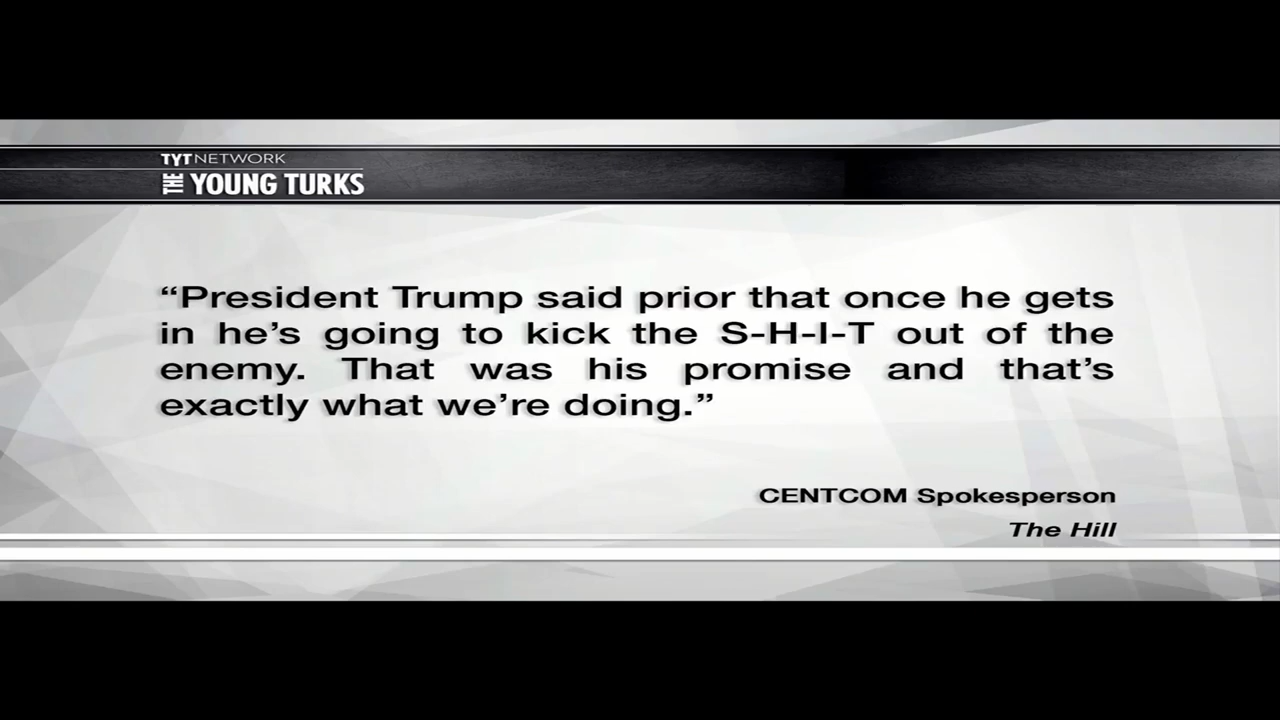 TYTNETWORK
THE YOUNG TURKS
“President Trump said prior that once he gets
in he’s going to kick the S-H-I-T out of the
enemy. That was his promise and that’s
exactly what we’re doing.”
CENTCOM Spokesperson
The Hill